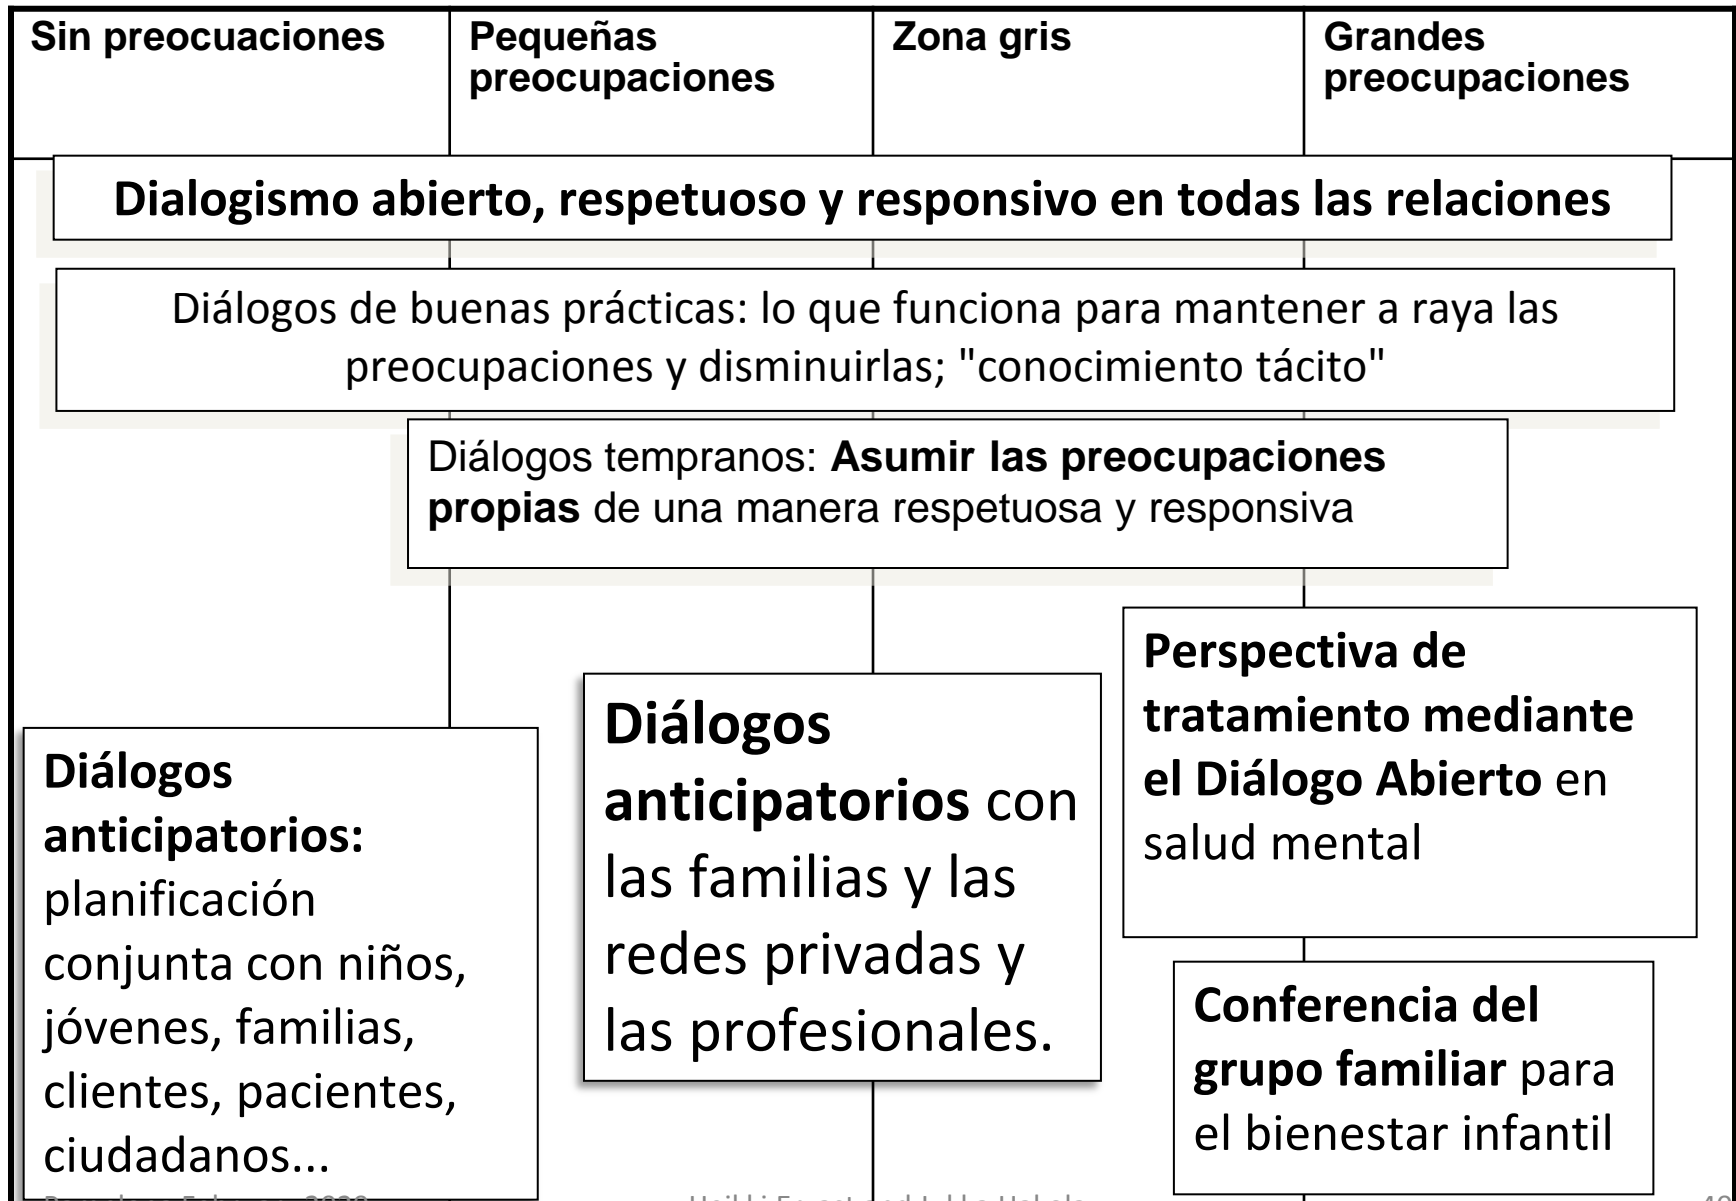 Sin preocuaciones
Pequeñas
preocupaciones
Zona gris
Grandes
preocupaciones
Dialogismo abierto, respetuoso y responsivo en todas las relaciones
Diálogos de buenas prácticas: lo que funciona para mantener a raya las
preocupaciones y disminuirlas; "conocimiento tácito"
Diálogos tempranos: Asumir las preocupaciones
propias de una manera respetuosa y responsiva
Diálogos
anticipatorios:
planificación
conjunta con niños,
jóvenes, familias,
clientes, pacientes,
ciudadanos...
Diálogos
anticipatorios con
las familias y las
redes privadas y
las profesionales.
Perspectiva de
tratamiento mediante
el Diálogo Abierto en
salud mental
Conferencia del
grupo familiar para
el bienestar infantil